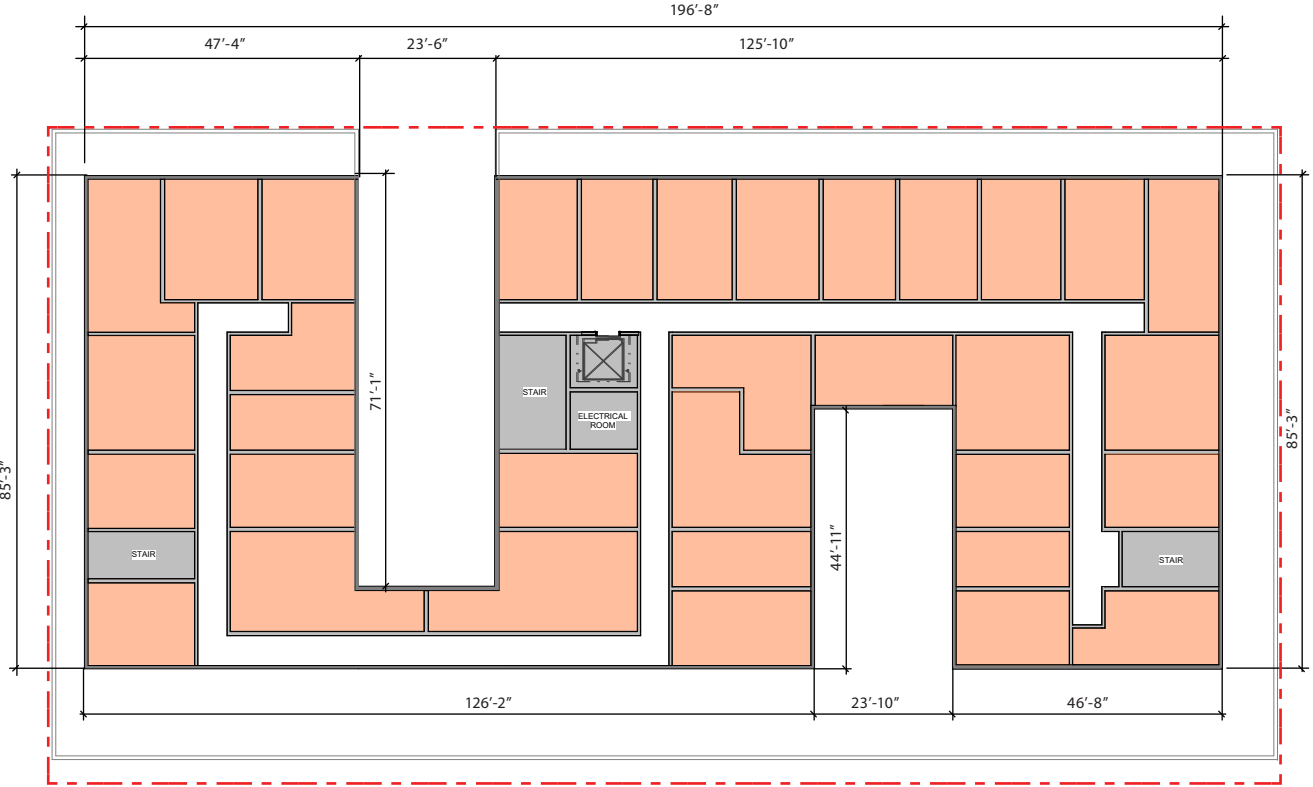 196’-8”
47’-4”
23’-6”
125’-10”
71’-1”
STAIR
ELECTRICAL
ROOM
85’-3”
85’-3”
STAIR
44’-11”
STAIR
126’-2”
23’-10”
46’-8”